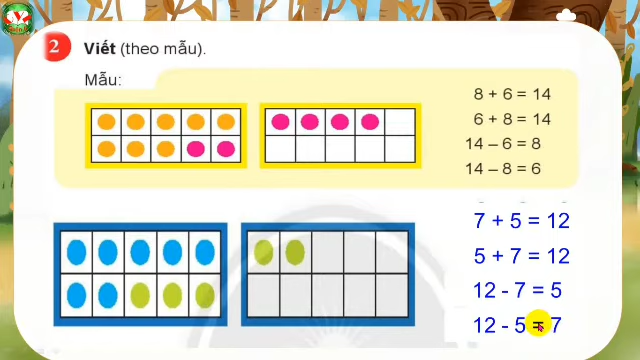 2 Viết (theo mẫu).
Mẫu:
8 + 6 = 14
6 + 8 = 14
14 – 6 = 8
14 – 8 = 6
7 + 5 = 12
5 + 7 = 12
12 - 7 = 5
12 - 5 = 7